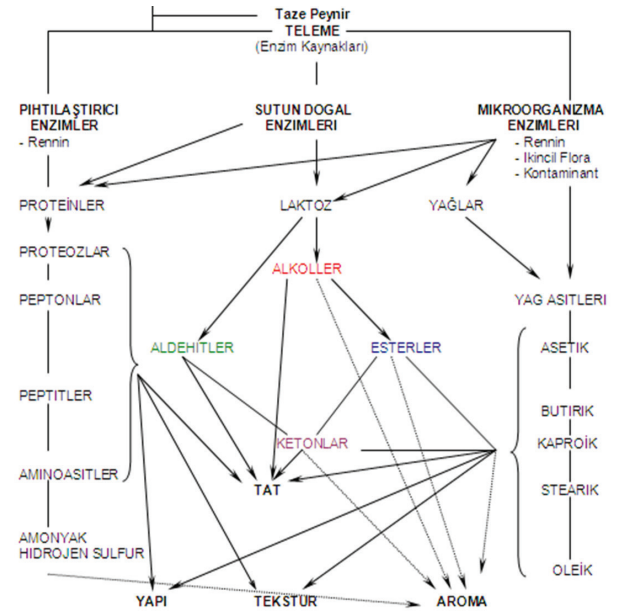 Taze Peynir
TELEME
(Enzim Kaynakları)
PIHTILAŞTIRICI
ENZİMLER
- Rennin
SUTUN DOGAL
ENZIMLERI
MIKROORGANIZMA
ENZIMLERI
- Rennin
- Ikincil Flora
- Kontaminant
PROTEİNLER
LAKTOZ
YAĞLAR
PROTEOZLAR
ALKOLLER
PEPTONLAR
YAG ASITLERI
ALDEHITLER
ESTERLER
ASETIK
PEPTITLER
BUTIRIK
KETONLAR
KAPROİK
AMINOASITLER
TAT
STEARIK
AMONYAK
HIDROJEN SULFUR
OLEİK
YAPI
TEKSTUR
AROMA